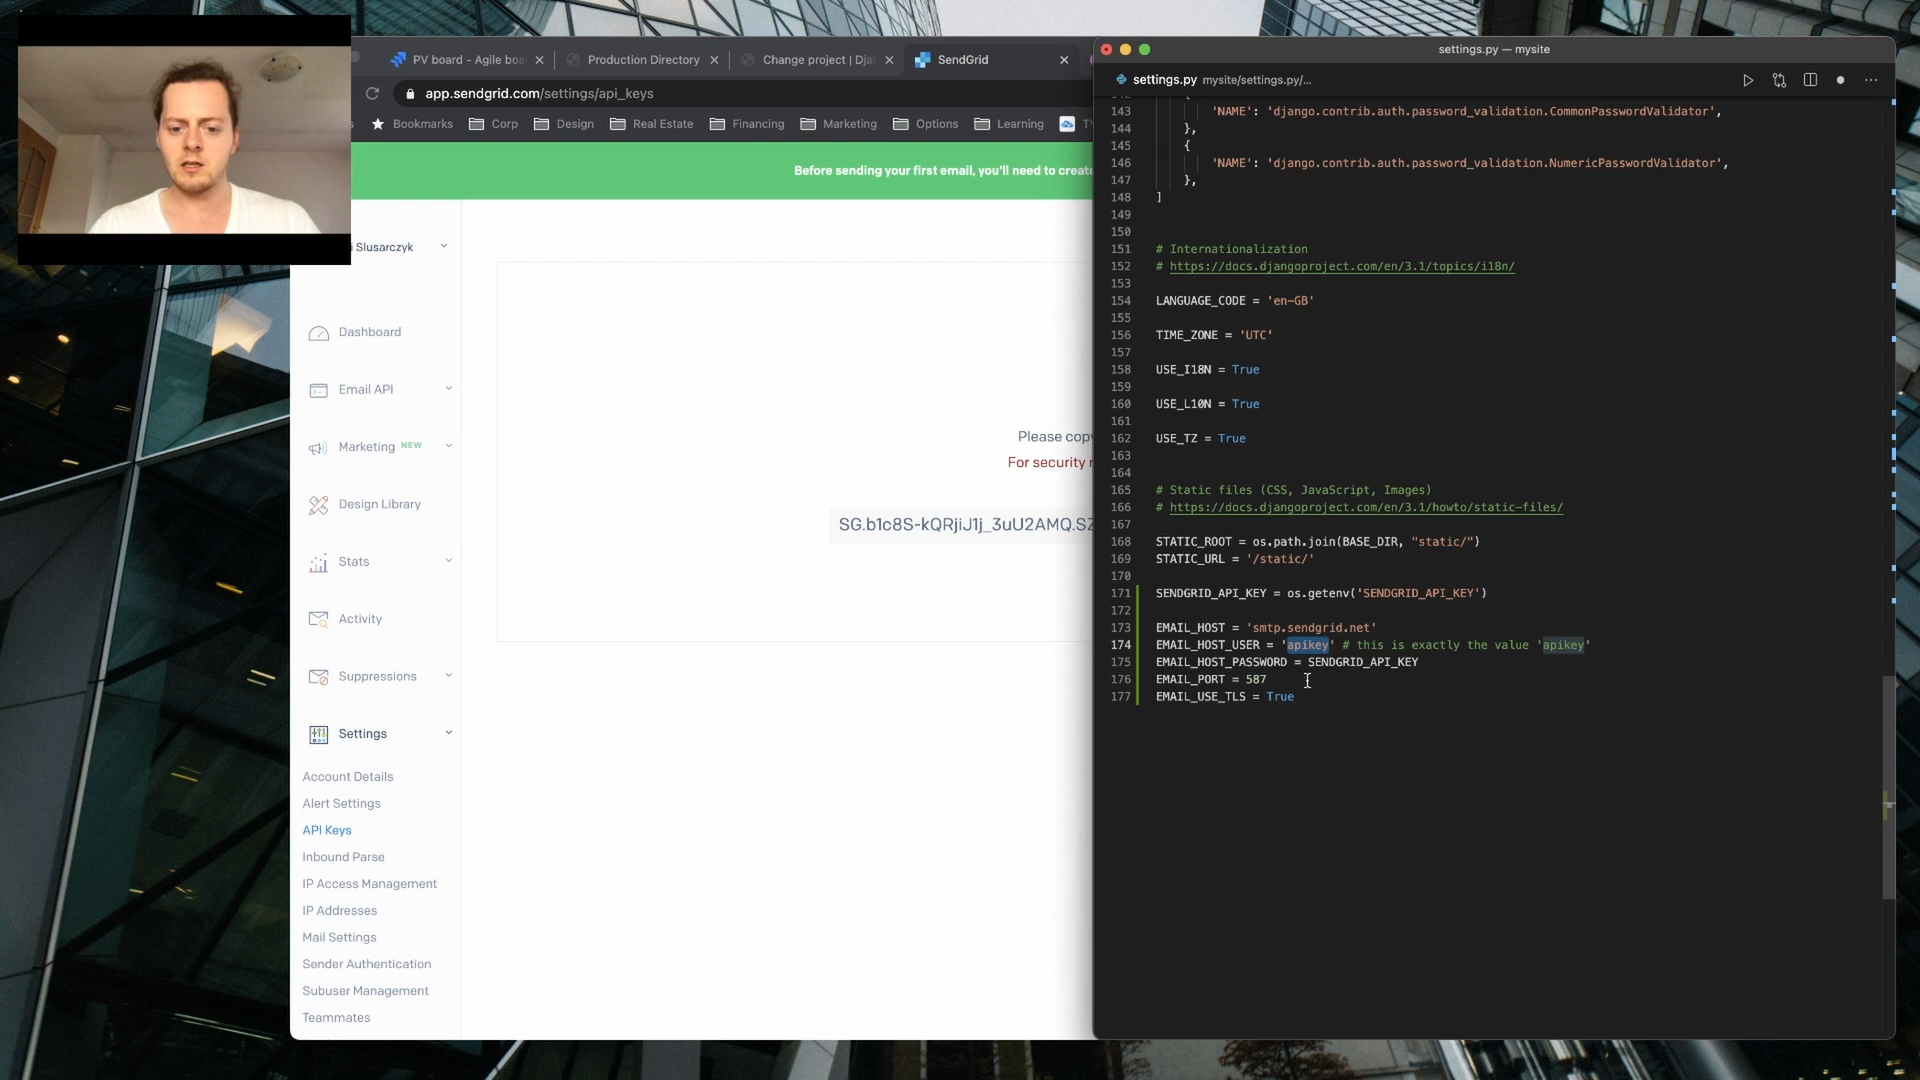 PV board - Agile boa
Production Directory
Change project | Djan
SendGrid
app.sendgrid.com/settings/api_keys
Bookmarks
Corp
Design
Real Estate
Financing
Marketing
Options
Learning
Before sending your first email, you'll need to create
i Slusarczyk
Dashboard
Email API
Marketing NEW
Design Library
Stats
Activity
Suppressions
Settings
Account Details
Alert Settings
API Keys
Inbound Parse
IP Access Management
IP Addresses
Mail Settings
Sender Authentication
Subuser Management
Teammates
Please copy
For security r
SG.b1c8S-kQRjiJ1j_3uU2AMQ.SZ
settings.py — mysite
settings.py mysite/settings.py/...
143 'NAME': 'django.contrib.auth.password_validation.CommonPasswordValidator',
144 },
145 {
146 'NAME': 'django.contrib.auth.password_validation.NumericPasswordValidator',
147 },
148 ]
149
150
151 # Internationalization
152 # https://docs.djangoproject.com/en/3.1/topics/i18n/
153
154 LANGUAGE_CODE = 'en-GB'
155
156 TIME_ZONE = 'UTC'
157
158 USE_I18N = True
159
160 USE_L10N = True
161
162 USE_TZ = True
163
164
165 # Static files (CSS, JavaScript, Images)
166 # https://docs.djangoproject.com/en/3.1/howto/static-files/
167
168 STATIC_ROOT = os.path.join(BASE_DIR, "static/")
169 STATIC_URL = '/static/'
170
171 SENDGRID_API_KEY = os.getenv('SENDGRID_API_KEY')
172
173 EMAIL_HOST = 'smtp.sendgrid.net'
174 EMAIL_HOST_USER = 'apikey' # this is exactly the value 'apikey'
175 EMAIL_HOST_PASSWORD = SENDGRID_API_KEY
176 EMAIL_PORT = 587
177 EMAIL_USE_TLS = True